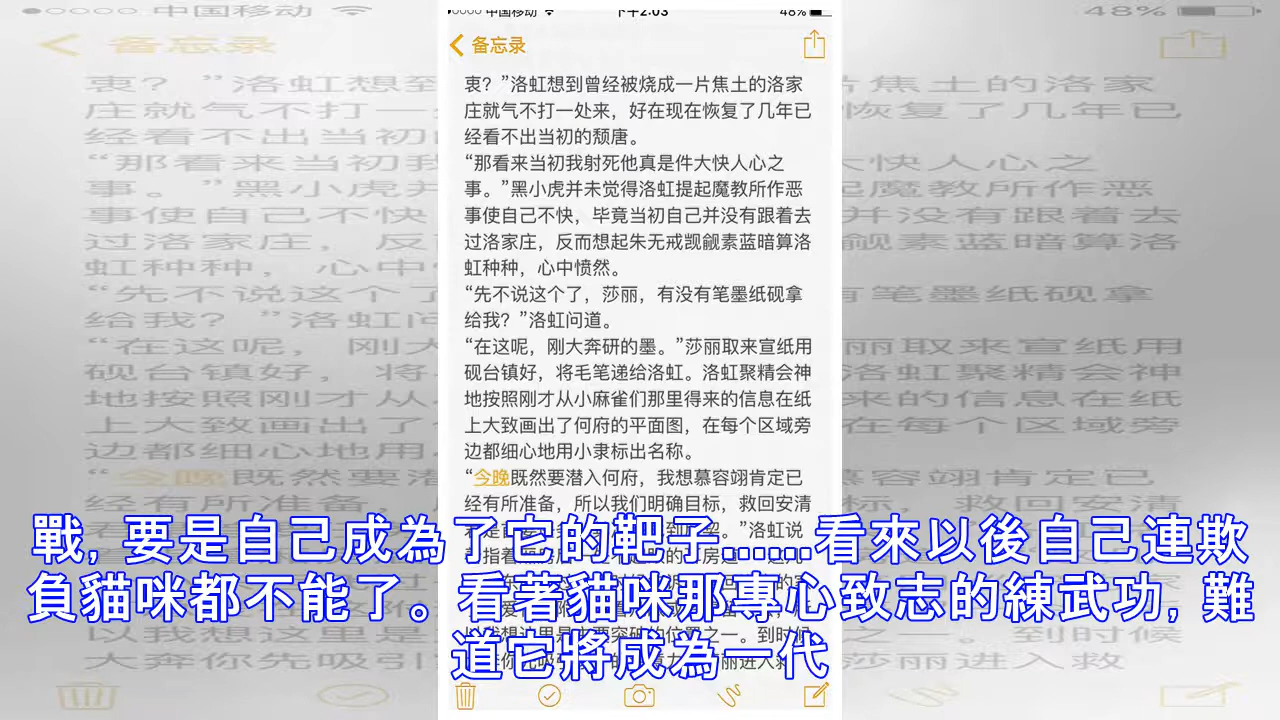 中国移动
下午2:03
48%
备忘录
衷？”洛虹想到曾经被烧成一片焦土的洛家
庄就气不打一处来，好在现在恢复了几年已
经看不出当初的颓唐。
“那看来当初我射死他真是件大快人心之
事。”黑小虎并未觉得洛虹提起魔教所作恶
事使自己不快，毕竟当初自己并没有跟着去
过洛家庄，反而想起朱无戒觊觎素蓝暗算洛
虹种种，心中愤然。
“先不说这个了，莎丽，有没有笔墨纸砚拿
给我？”洛虹问道。
“在这呢，刚大奔研的墨。”莎丽取来宣纸用
砚台镇好，将毛笔递给洛虹。洛虹聚精会神
地按照刚才从小麻雀们那里得来的信息在纸
上大致画出了何府的平面图，在每个区域旁
边都细心地用小隶标出名称。
“今晚既然要潜入何府，我想慕容翊肯定已
经有所准备，所以我们明确目标，救回安清
戰, 要是自己成為了它的靶子......看來以後自己連欺
負貓咪都不能了。看著貓咪那專心致志的練武功, 難
道它將成為一代